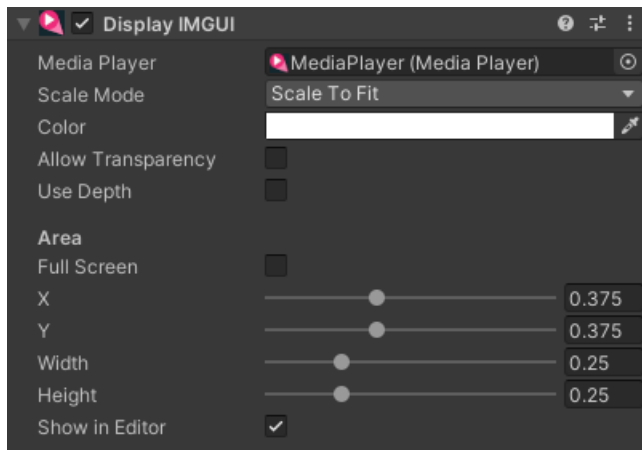 Display IMGUI
Media Player MediaPlayer (Media Player)
Scale Mode Scale To Fit
Color
Allow Transparency
Use Depth
Area
Full Screen
X 0.375
Y 0.375
Width 0.25
Height 0.25
Show in Editor